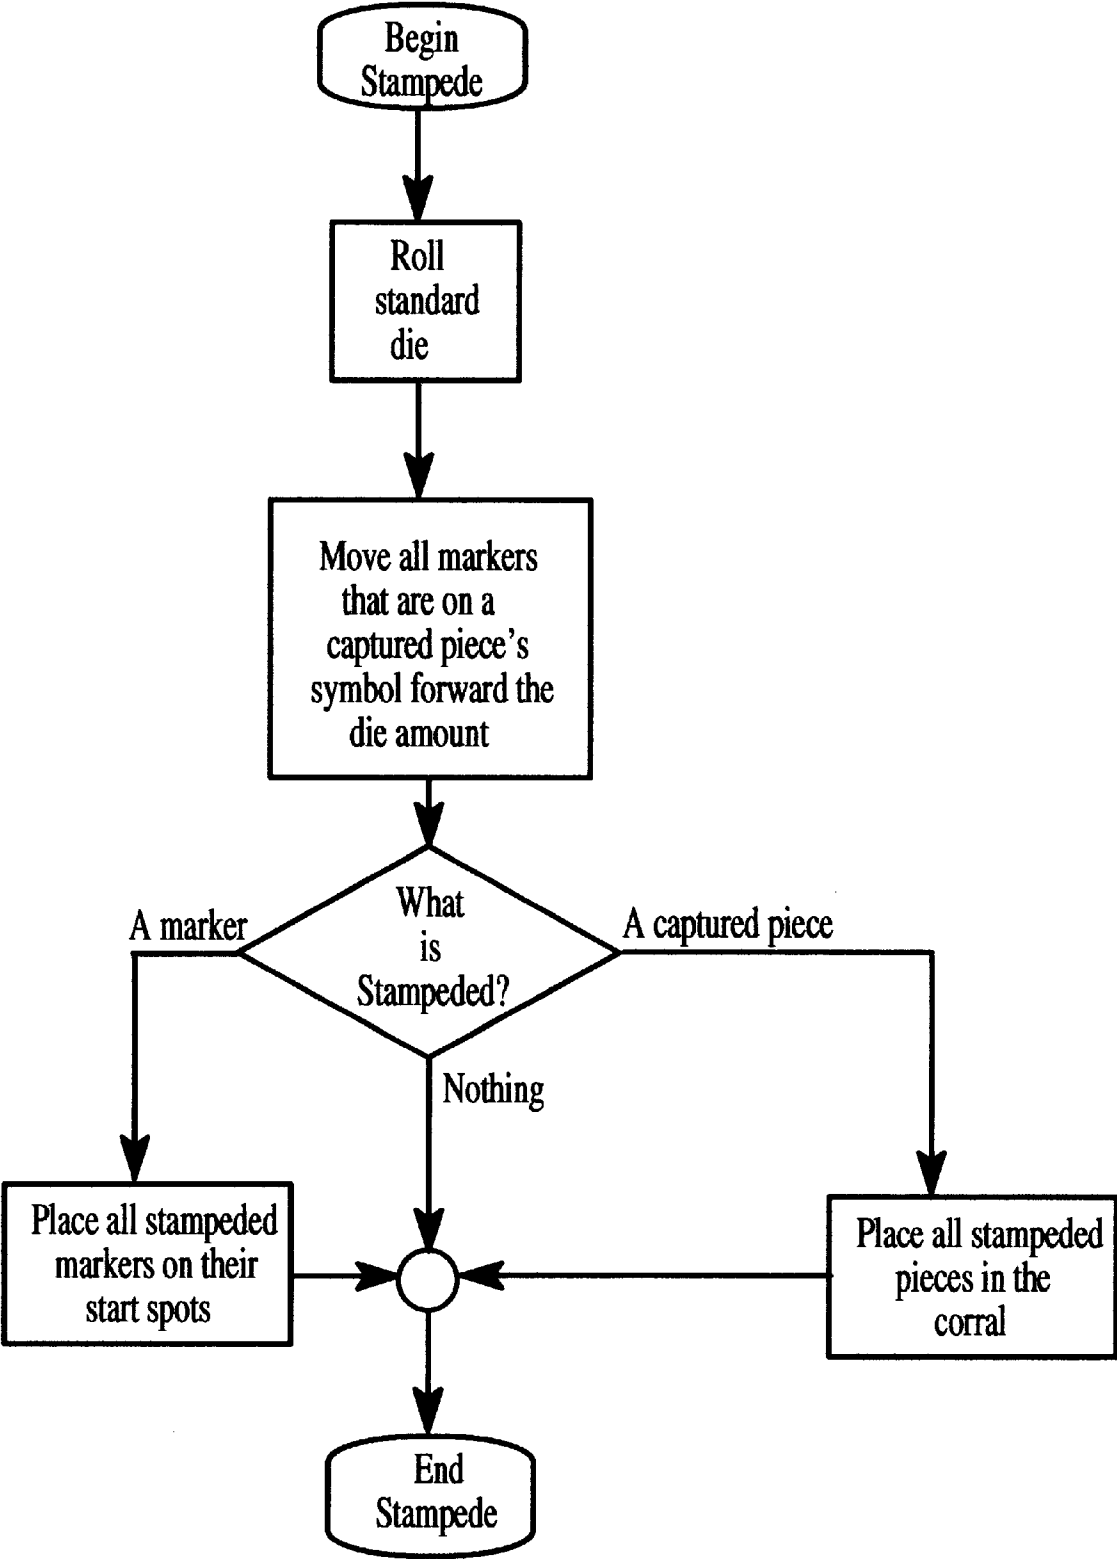 Begin
Stampede
Roll
standard
die
Move all markers
that are on a
captured piece's
symbol forward the
die amount
What
is
Stampeded?
A marker
A captured piece
Nothing
Place all stampeded
markers on their
start spots
Place all stampeded
pieces in the
corral
End
Stampede